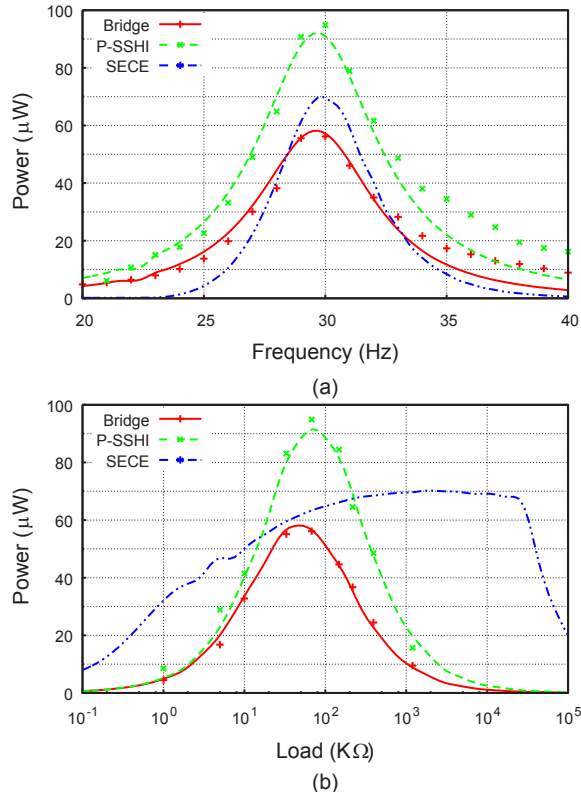 100
80
60
40
20
0
Power (μW)
Bridge
P-SSHI
SECE
20 25 30 35 40
Frequency (Hz)
(a)
100
80
60
40
20
0
Power (μW)
Bridge
P-SSHI
SECE
10⁻¹ 10⁰ 10¹ 10² 10³ 10⁴ 10⁵
Load (KΩ)
(b)